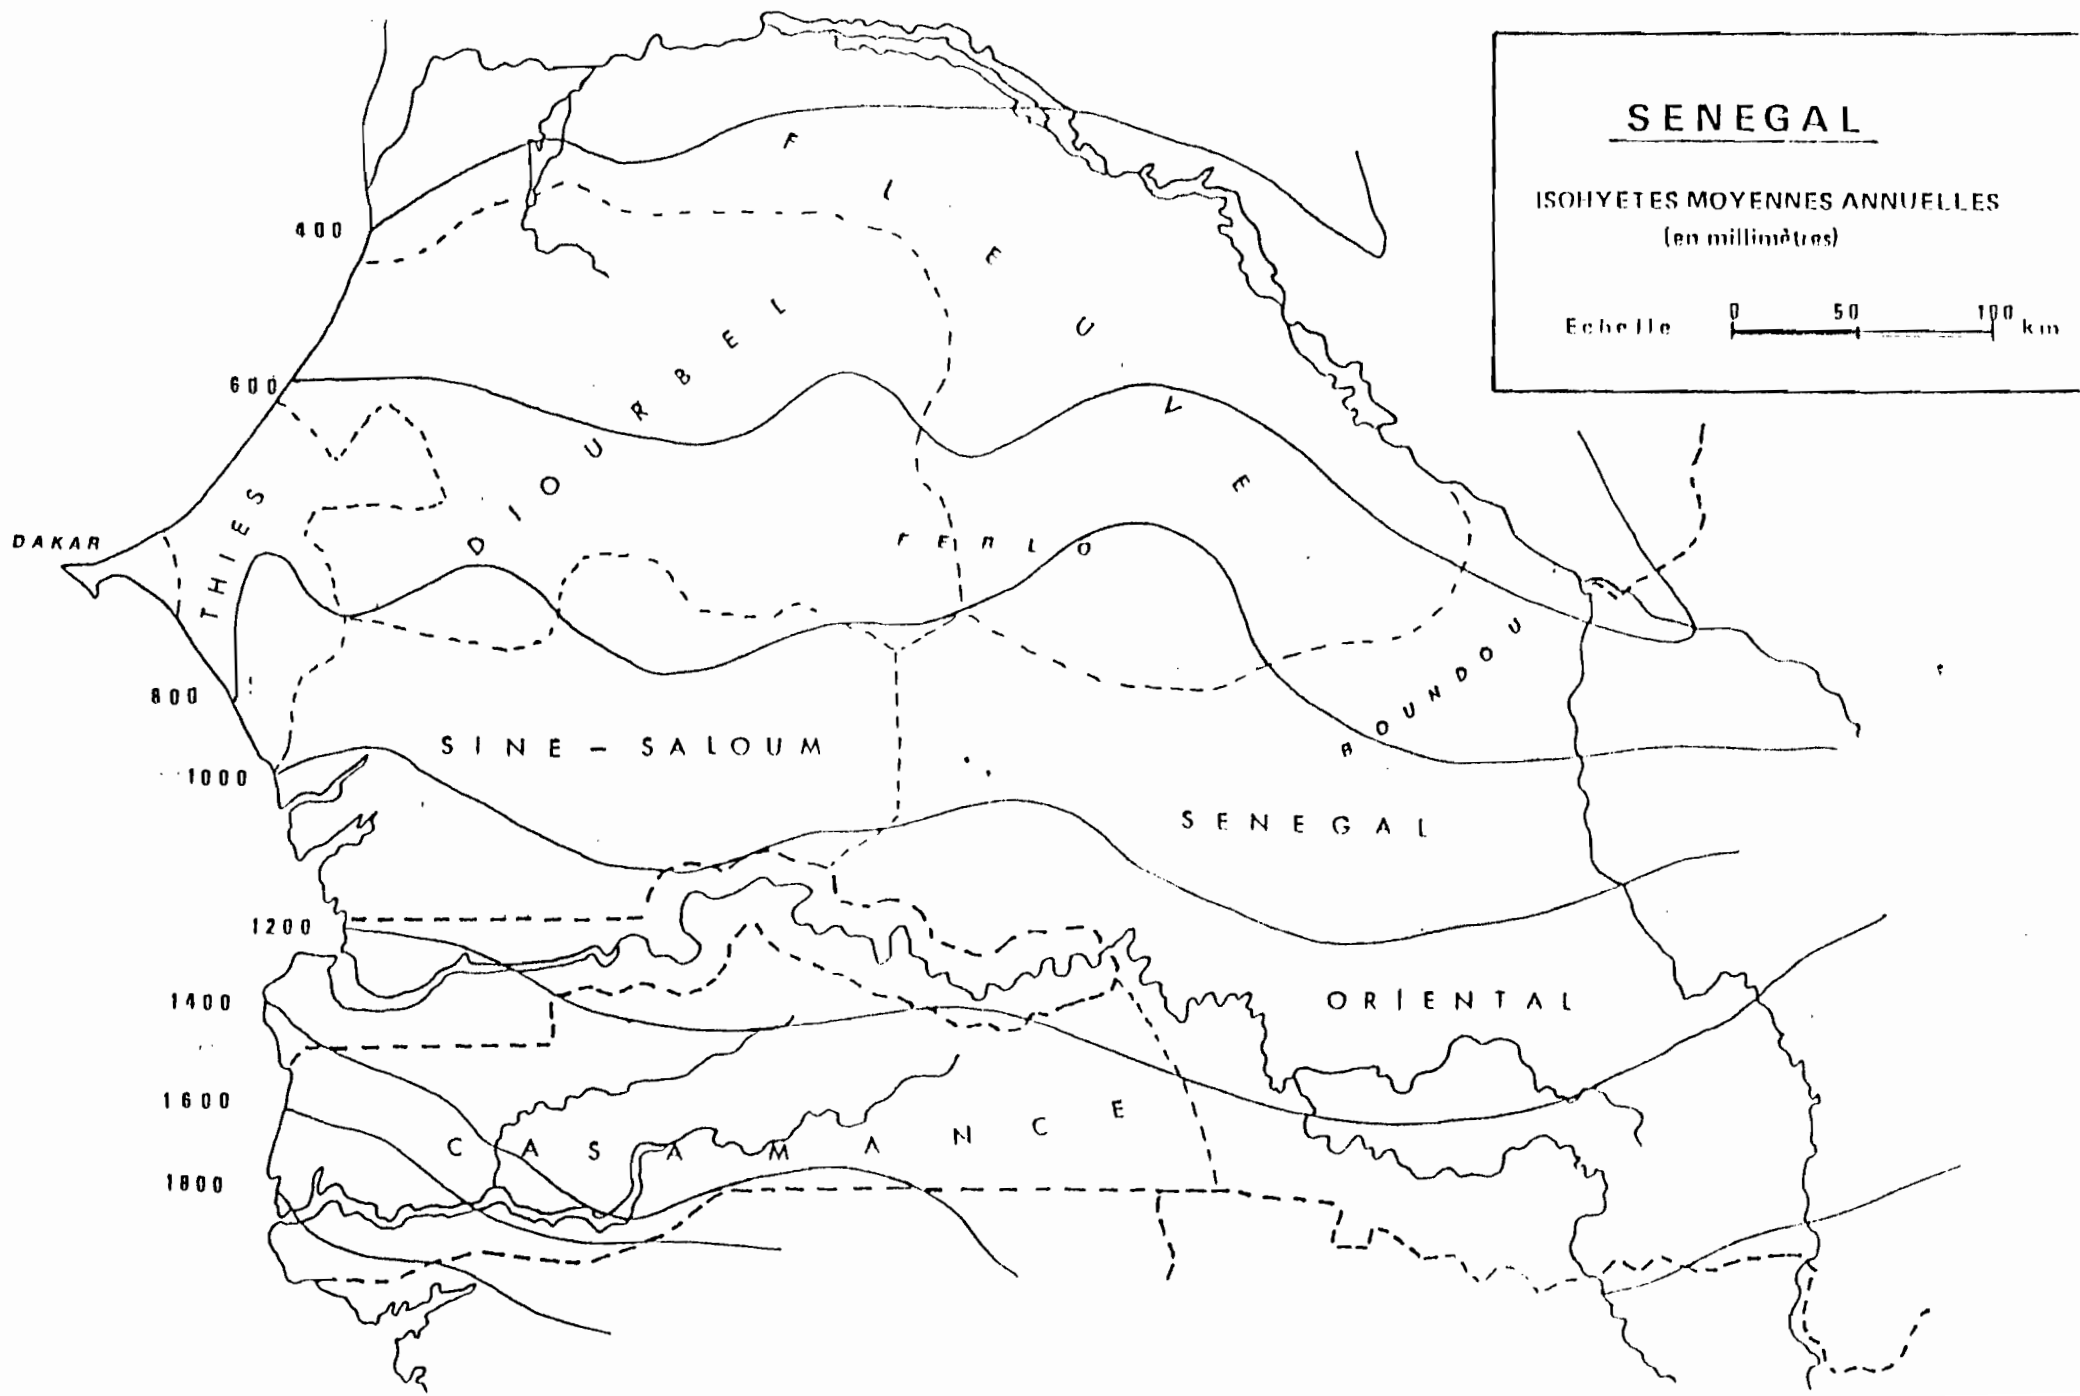 SENEGAL
ISOHYETES MOYENNES ANNUELLES
(en millimètres)
Echelle 0 50 100 km
FLEUVE
400
DIOURBEL
600
THIES
DAKAR
FERLO
BOUNDOU
800
SINE - SALOUM
1000
SENEGAL
ORIENTAL
1200
1400
1600
CASAMANCE
1800